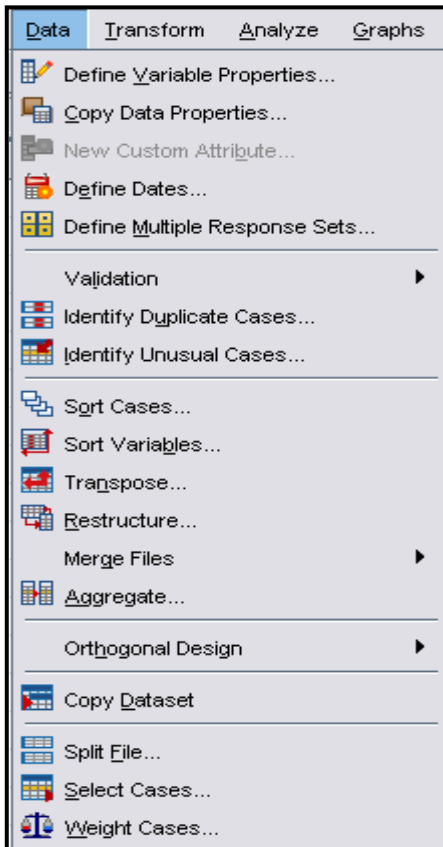 Data Transform Analyze Graphs
Define Variable Properties...
Copy Data Properties...
New Custom Attribute...
Define Dates...
Define Multiple Response Sets...
Validation
Identify Duplicate Cases...
Identify Unusual Cases...
Sort Cases...
Sort Variables...
Transpose...
Restructure...
Merge Files
Aggregate...
Orthogonal Design
Copy Dataset
Split File...
Select Cases...
Weight Cases...